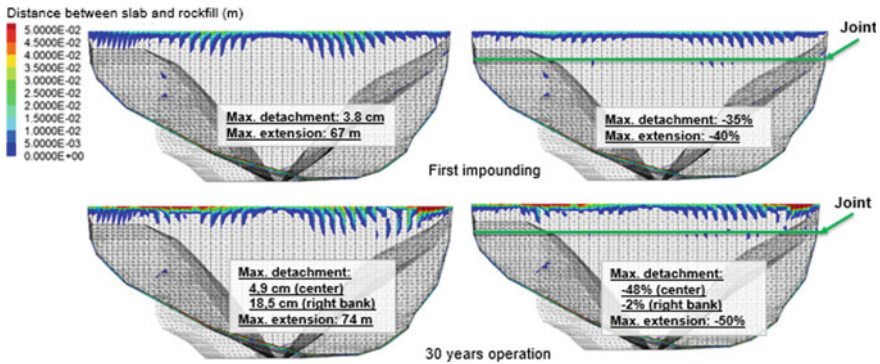 Distance between slab and rockfill (m)
5.0000E-02
4.5000E-02
4.0000E-02
3.5000E-02
3.0000E-02
2.5000E-02
2.0000E-02
1.5000E-02
1.0000E-02
5.0000E-03
0.0000E+00
Joint
Max. detachment: 3.8 cm
Max. extension: 67 m
Max. detachment: -35%
Max. extension: -40%
First impounding
Joint
Max. detachment:
4,9 cm (center)
18,5 cm (right bank)
Max. extension: 74 m
Max. detachment:
-48% (center)
-2% (right bank)
Max. extension: -50%
30 years operation